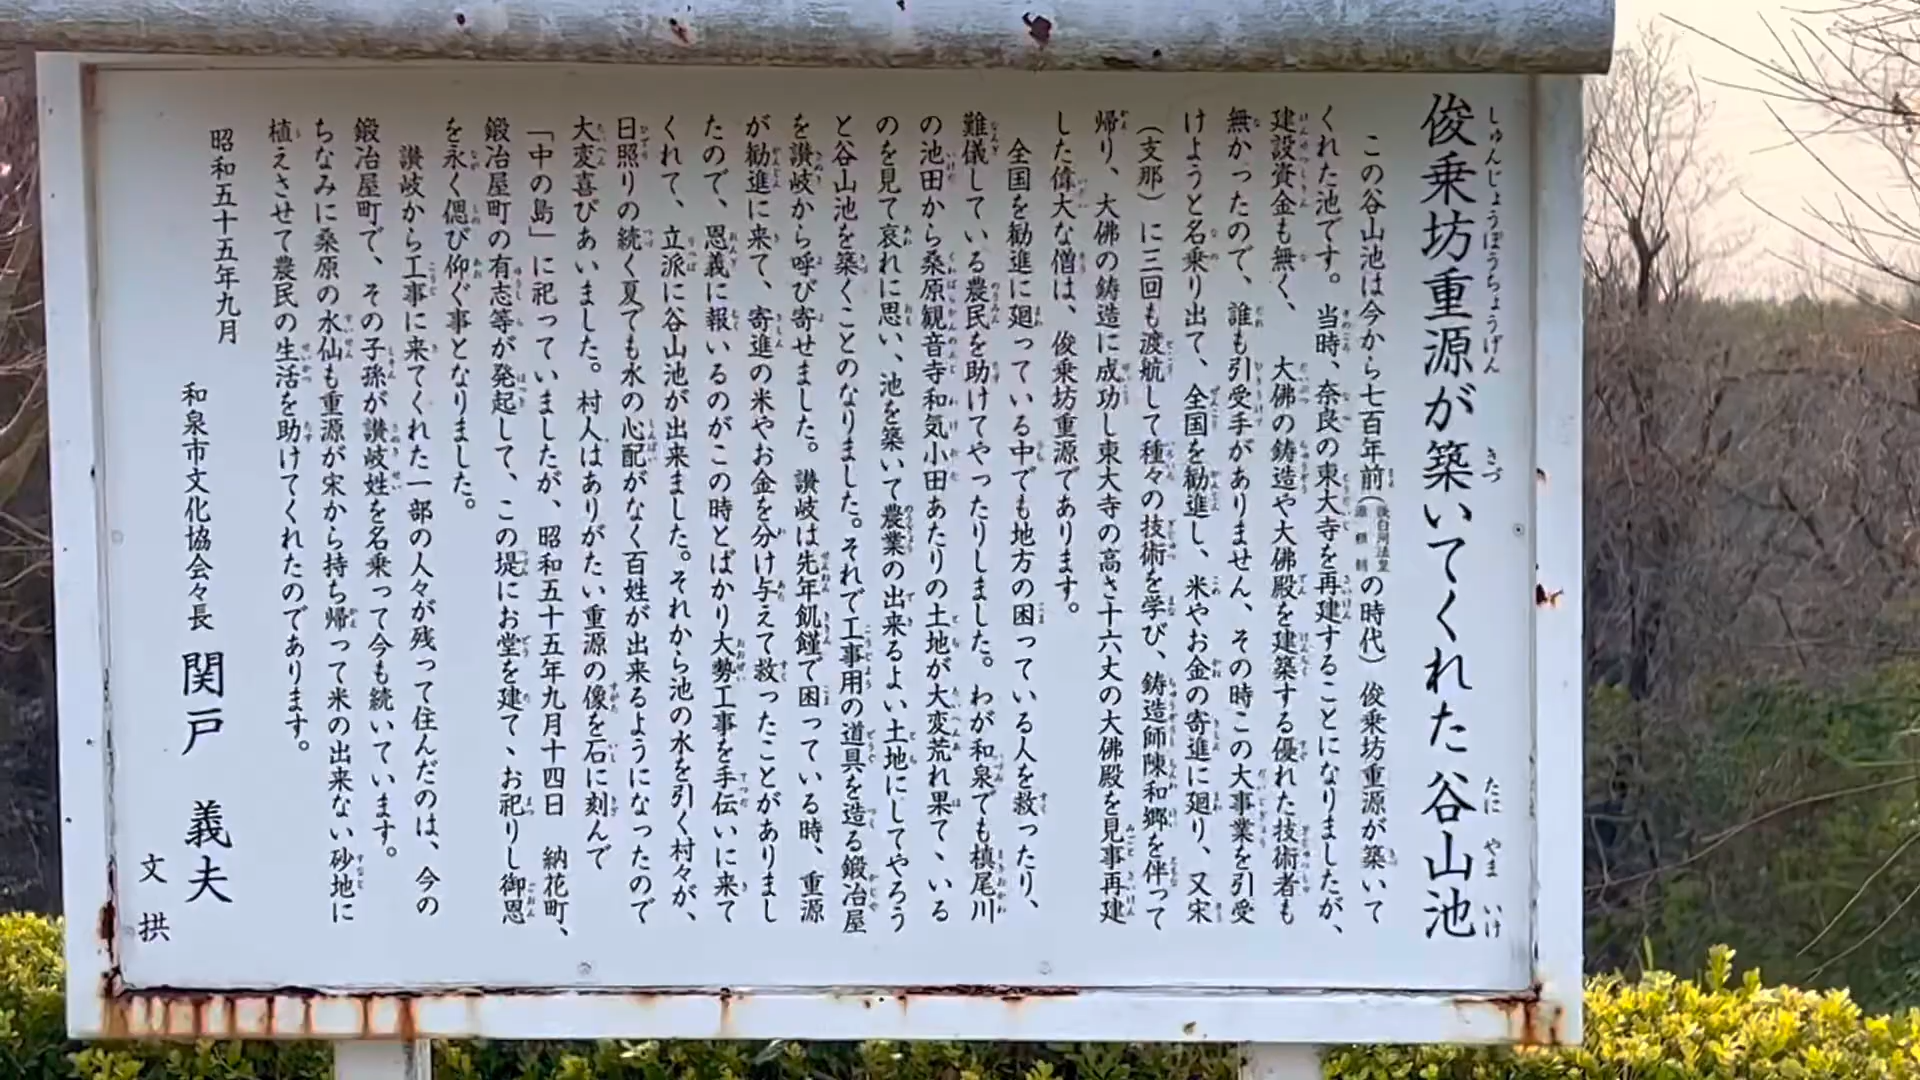 俊乗坊重源が築いてくれた谷山池
この谷山池は今から七百年前(後白河法皇 源頼朝の時代)俊乗坊重源が築いて
くれた池です。当時、奈良の東大寺を再建することになりましたが、
建設資金も無く、大佛の鋳造や大佛殿を建築する優れた技術者も
無かったので、誰も引受手がありません、その時この大事業を引受
けようと名乗り出て、全国を勧進し、米やお金の寄進に廻り、又宋
(支那)に三回も渡航して種々の技術を学び、鋳造師陳和郷を伴って
帰り、大佛の鋳造に成功し東大寺の高さ十六丈の大佛殿を見事再建
した偉大な僧は、俊乗坊重源であります。
全国を勧進に廻っている中でも地方の困っている人を救ったり、
難儀している農民を助けてやったりしました。わが和泉でも槙尾川
の池田から桑原観音寺和気小田あたりの土地が大変荒れ果てゝいる
のを見て哀れに思い、池を築いて農業の出来るよい土地にしてやろう
と谷山池を築くことのなりました。それで工事用の道具を造る鍛冶屋
を讃岐から呼び寄せました。讃岐は先年飢饉で困っている時、重源
が勧進に来て、寄進の米やお金を分け与えて救ったことがありまし
たので、恩義に報いるのがこの時とばかり大勢工事を手伝いに来て
くれて、立派に谷山池が出来ました。それから池の水を引く村々が、
日照りの続く夏でも水の心配がなく百姓が出来るようになったので
大変喜びあいました。村人はありがたい重源の像を石に刻んで
「中の島」に祀っていましたが、昭和五十五年九月十四日 納花町、
鍛冶屋町の有志等が発起して、この堤にお堂を建て、お祀りし御恩
を永く偲び仰ぐ事となりました。
讃岐から工事に来てくれた一部の人々が残って住んだのは、今の
鍛冶屋町で、その子孫が讃岐姓を名乗って今も続いています。
ちなみに桑原の水仙も重源が宋から持ち帰って米の出来ない砂地に
植えさせて農民の生活を助けてくれたのであります。
昭和五十五年九月
和泉市文化協会々長 関戸 義夫
文 拱